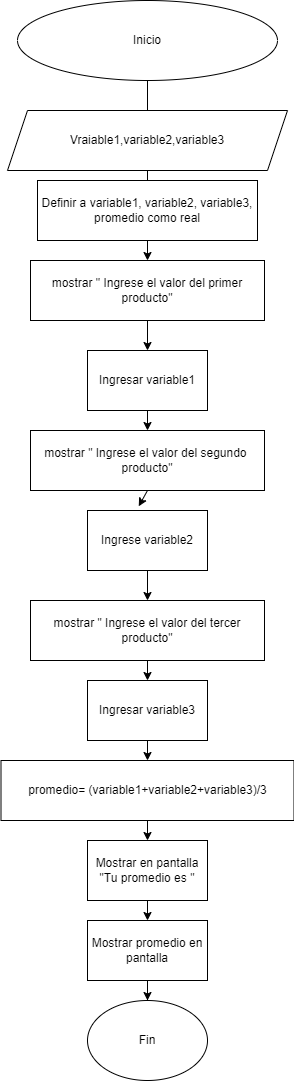 Inicio
Vraiable1,variable2,variable3
Definir a variable1, variable2, variable3,
promedio como real
mostrar " Ingrese el valor del primer
producto"
Ingresar variable1
mostrar " Ingrese el valor del segundo
producto"
Ingrese variable2
mostrar " Ingrese el valor del tercer
producto"
Ingresar variable3
promedio= (variable1+variable2+variable3)/3
Mostrar en pantalla
"Tu promedio es "
Mostrar promedio en
pantalla
Fin